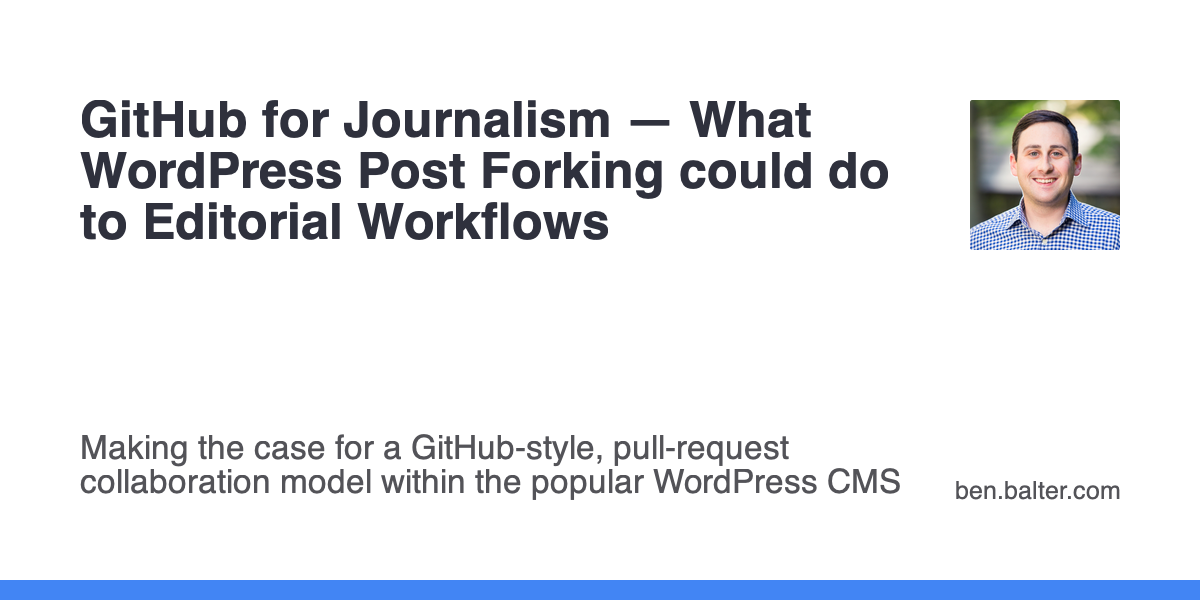 GitHub for Journalism — What
WordPress Post Forking could do
to Editorial Workflows
Making the case for a GitHub-style, pull-request
collaboration model within the popular WordPress CMS
ben.balter.com